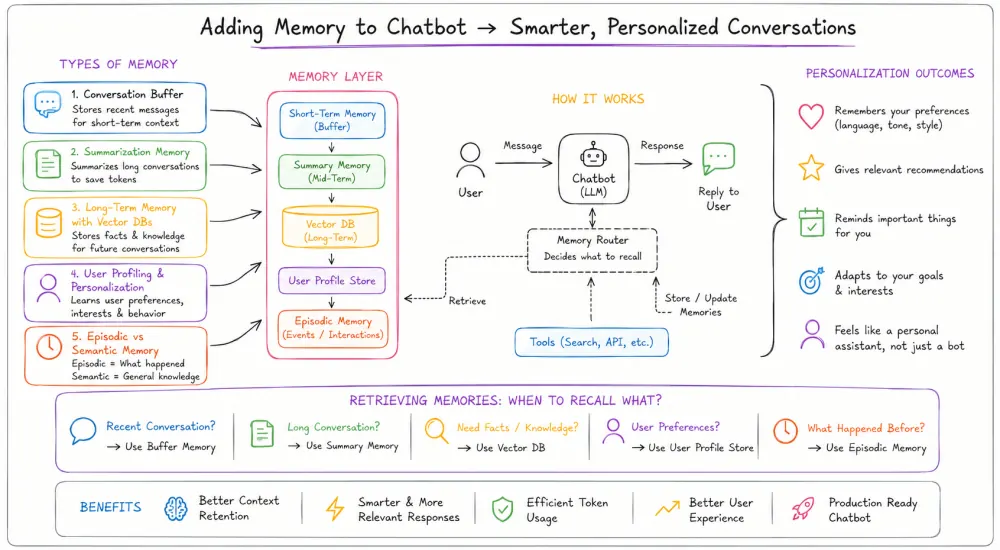 Adding Memory to Chatbot → Smarter, Personalized Conversations
TYPES OF MEMORY
1. Conversation Buffer
Stores recent messages
for short-term context
2. Summarization Memory
Summarizes long conversations
to save tokens
3. Long-Term Memory
with Vector DBs
Stores facts & knowledge
for future conversations
4. User Profiling &
Personalization
Learns user preferences,
interests & behavior
5. Episodic vs
Semantic Memory
Episodic = What happened
Semantic = General knowledge
MEMORY LAYER
Short-Term Memory
(Buffer)
Summary Memory
(Mid-Term)
Vector DB
(Long-Term)
User Profile Store
Episodic Memory
(Events / Interactions)
HOW IT WORKS
User
Message
Chatbot
(LLM)
Response
Reply to
User
Memory Router
Decides what to recall
Retrieve
Store / Update
Memories
Tools (Search, API, etc.)
PERSONALIZATION OUTCOMES
Remembers your preferences
(language, tone, style)
Gives relevant recommendations
Reminds important things
for you
Adapts to your goals
& interests
Feels like a personal
assistant, not just a bot
RETRIEVING MEMORIES: WHEN TO RECALL WHAT?
Recent Conversation?
→ Use Buffer Memory
Long Conversation?
→ Use Summary Memory
Need Facts / Knowledge?
→ Use Vector DB
User Preferences?
→ Use User Profile Store
What Happened Before?
→ Use Episodic Memory
BENEFITS
Better Context
Retention
Smarter & More
Relevant Responses
Efficient Token
Usage
Better User
Experience
Production Ready
Chatbot